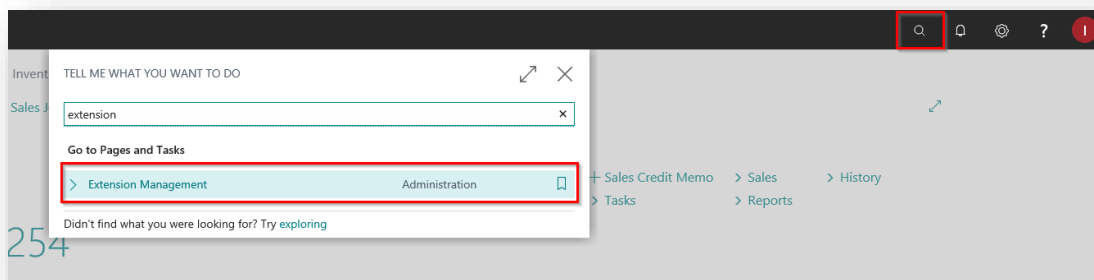 ?
I
Invent
TELL ME WHAT YOU WANT TO DO
Sales J
extension
Go to Pages and Tasks
Extension Management Administration
+ Sales Credit Memo > Sales > History
> Tasks > Reports
Didn't find what you were looking for? Try exploring
254